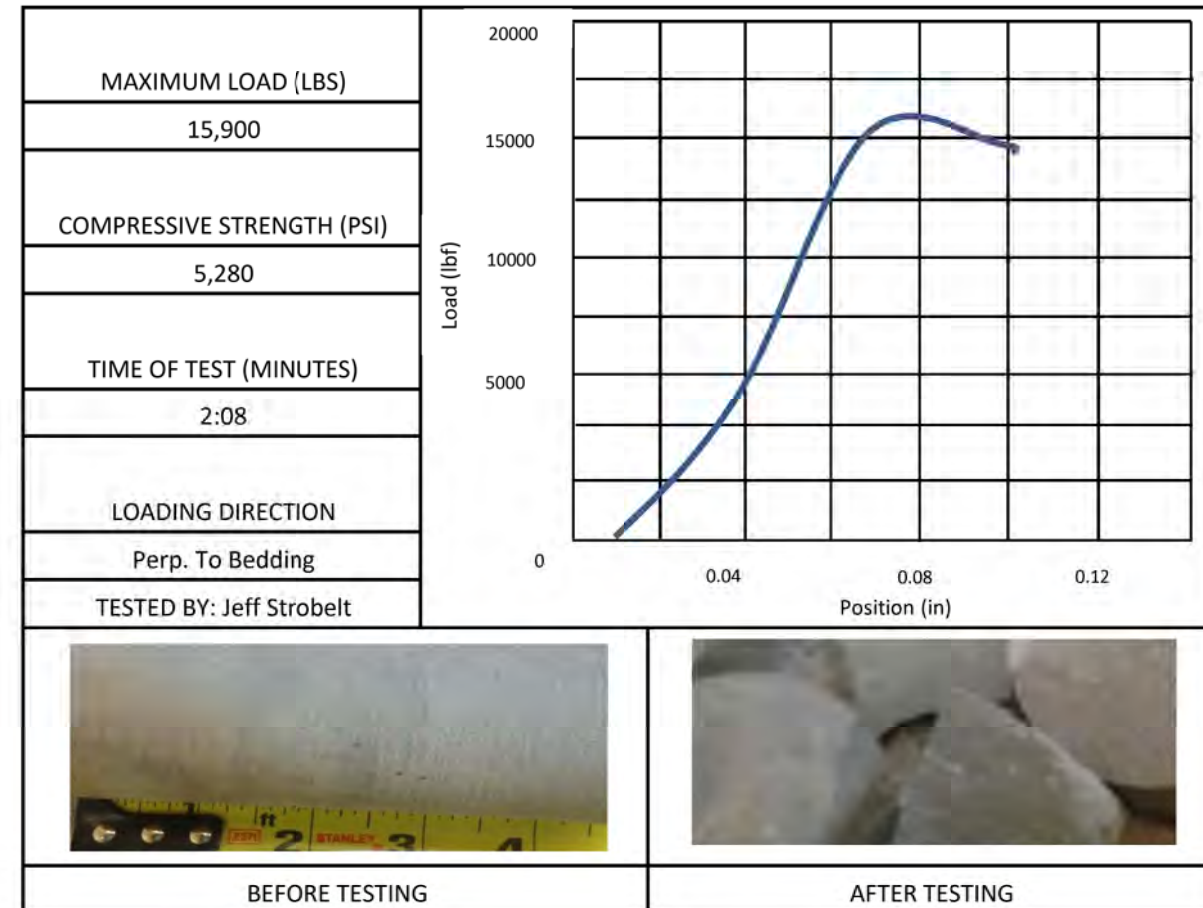 MAXIMUM LOAD (LBS)
15,900
COMPRESSIVE STRENGTH (PSI)
5,280
TIME OF TEST (MINUTES)
2:08
LOADING DIRECTION
Perp. To Bedding
TESTED BY: Jeff Strobelt
20000
15000
10000
5000
0
Load (lbf)
0.04
0.08
0.12
Position (in)
1
ft
2
STANLEY
3
4
BEFORE TESTING
AFTER TESTING